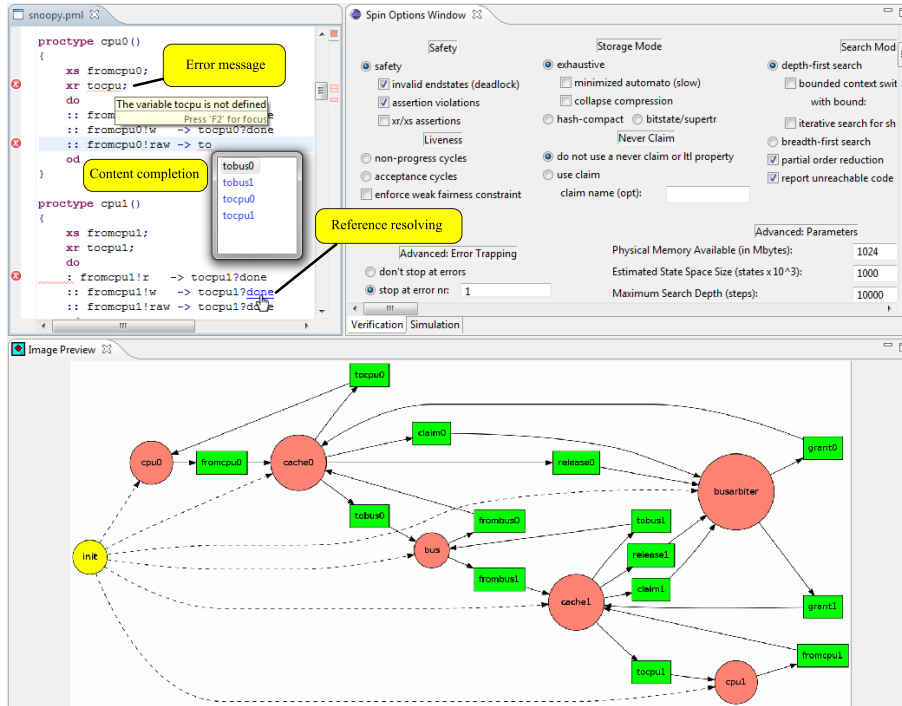 snoopy.pml
proctype cpu0()
{
xs fromcpu0;
xr tocpu;
do
The variable tocpu is not defined
Press 'F2' for focus
:: fromcpu0!w -> tocpu0?done
:: fromcpu0!raw -> to
od
}
proctype cpu1()
{
xs fromcpu1;
xr tocpu1;
do
: fromcpu1!r -> tocpu1?done
:: fromcpu1!w -> tocpu1?done
:: fromcpu1!raw -> tocpu1?done
Error message
Content completion
tobus0
tobus1
tocpu0
tocpu1
Reference resolving
Spin Options Window
Safety
safety
invalid endstates (deadlock)
assertion violations
xr/xs assertions
Liveness
non-progress cycles
acceptance cycles
enforce weak fairness constraint
Storage Mode
exhaustive
minimized automato (slow)
collapse compression
hash-compact
bitstate/supertr
Never Claim
do not use a never claim or ltl property
use claim
claim name (opt):
Search Mod
depth-first search
bounded context swit
with bound:
iterative search for sh
breadth-first search
partial order reduction
report unreachable code
Advanced: Error Trapping
don't stop at errors
stop at error nr: 1
Advanced: Parameters
Physical Memory Available (in Mbytes): 1024
Estimated State Space Size (states x 10^3): 1000
Maximum Search Depth (steps): 10000
Verification Simulation
Image Preview
tocpu0
claim0
grant0
cpu0
fromcpu0
cache0
release0
busarbiter
tobus0
frombus0
tobus1
init
bus
release1
frombus1
claim1
cache1
grant1
fromcpu1
tocpu1
cpu1